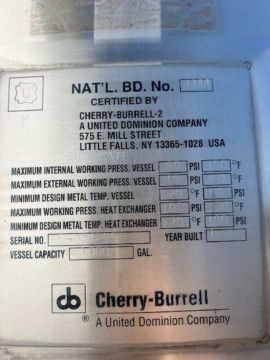 U
NAT'L. BD. No.
CERTIFIED BY
CHERRY-BURRELL-2
A UNITED DOMINION COMPANY
575 E. MILL STREET
LITTLE FALLS, NY 13365-1028 USA
MAXIMUM INTERNAL WORKING PRESS. VESSEL PSI °F
MAXIMUM EXTERNAL WORKING PRESS. VESSEL PSI °F
MINIMUM DESIGN METAL TEMP. VESSEL °F PSI
MAXIMUM WORKING PRESS. HEAT EXCHANGER PSI °F
MINIMUM DESIGN METAL TEMP. HEAT EXCHANGER °F PSI
SERIAL NO. YEAR BUILT
VESSEL CAPACITY GAL.
cb Cherry-Burrell
A United Dominion Company